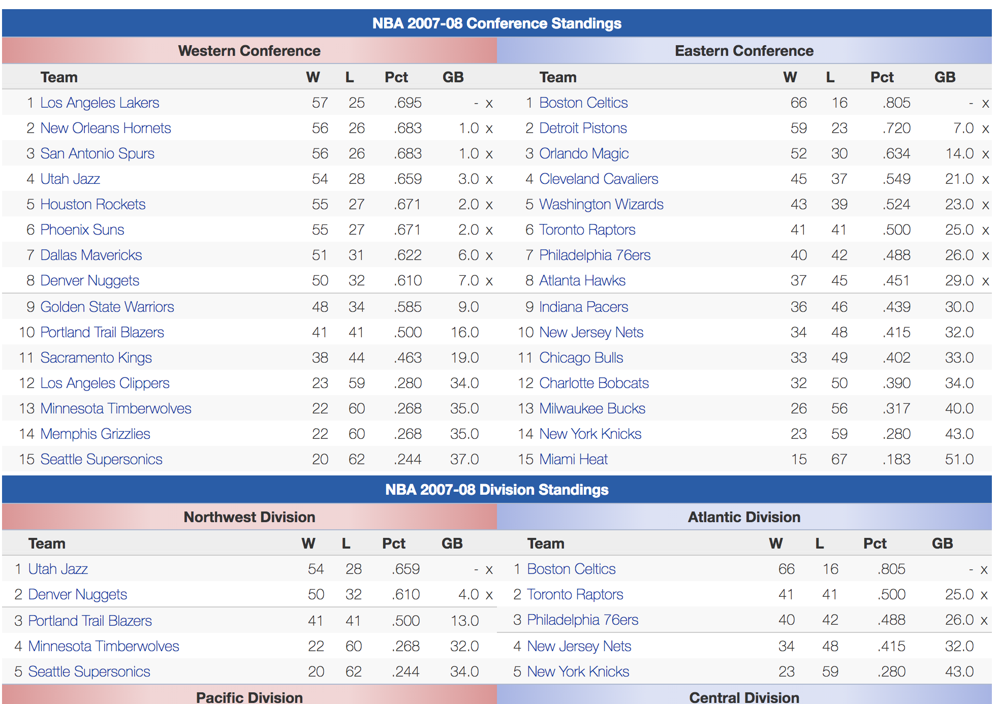 NBA 2007-08 Conference Standings
Western Conference Eastern Conference
Team W L Pct GB Team W L Pct GB
1 Los Angeles Lakers 57 25 .695 - x 1 Boston Celtics 66 16 .805 - x
2 New Orleans Hornets 56 26 .683 1.0 x 2 Detroit Pistons 59 23 .720 7.0 x
3 San Antonio Spurs 56 26 .683 1.0 x 3 Orlando Magic 52 30 .634 14.0 x
4 Utah Jazz 54 28 .659 3.0 x 4 Cleveland Cavaliers 45 37 .549 21.0 x
5 Houston Rockets 55 27 .671 2.0 x 5 Washington Wizards 43 39 .524 23.0 x
6 Phoenix Suns 55 27 .671 2.0 x 6 Toronto Raptors 41 41 .500 25.0 x
7 Dallas Mavericks 51 31 .622 6.0 x 7 Philadelphia 76ers 40 42 .488 26.0 x
8 Denver Nuggets 50 32 .610 7.0 x 8 Atlanta Hawks 37 45 .451 29.0 x
9 Golden State Warriors 48 34 .585 9.0 9 Indiana Pacers 36 46 .439 30.0
10 Portland Trail Blazers 41 41 .500 16.0 10 New Jersey Nets 34 48 .415 32.0
11 Sacramento Kings 38 44 .463 19.0 11 Chicago Bulls 33 49 .402 33.0
12 Los Angeles Clippers 23 59 .280 34.0 12 Charlotte Bobcats 32 50 .390 34.0
13 Minnesota Timberwolves 22 60 .268 35.0 13 Milwaukee Bucks 26 56 .317 40.0
14 Memphis Grizzlies 22 60 .268 35.0 14 New York Knicks 23 59 .280 43.0
15 Seattle Supersonics 20 62 .244 37.0 15 Miami Heat 15 67 .183 51.0
NBA 2007-08 Division Standings
Northwest Division Atlantic Division
Team W L Pct GB Team W L Pct GB
1 Utah Jazz 54 28 .659 - x 1 Boston Celtics 66 16 .805 - x
2 Denver Nuggets 50 32 .610 4.0 x 2 Toronto Raptors 41 41 .500 25.0 x
3 Portland Trail Blazers 41 41 .500 13.0 3 Philadelphia 76ers 40 42 .488 26.0 x
4 Minnesota Timberwolves 22 60 .268 32.0 4 New Jersey Nets 34 48 .415 32.0
5 Seattle Supersonics 20 62 .244 34.0 5 New York Knicks 23 59 .280 43.0
Pacific Division Central Division